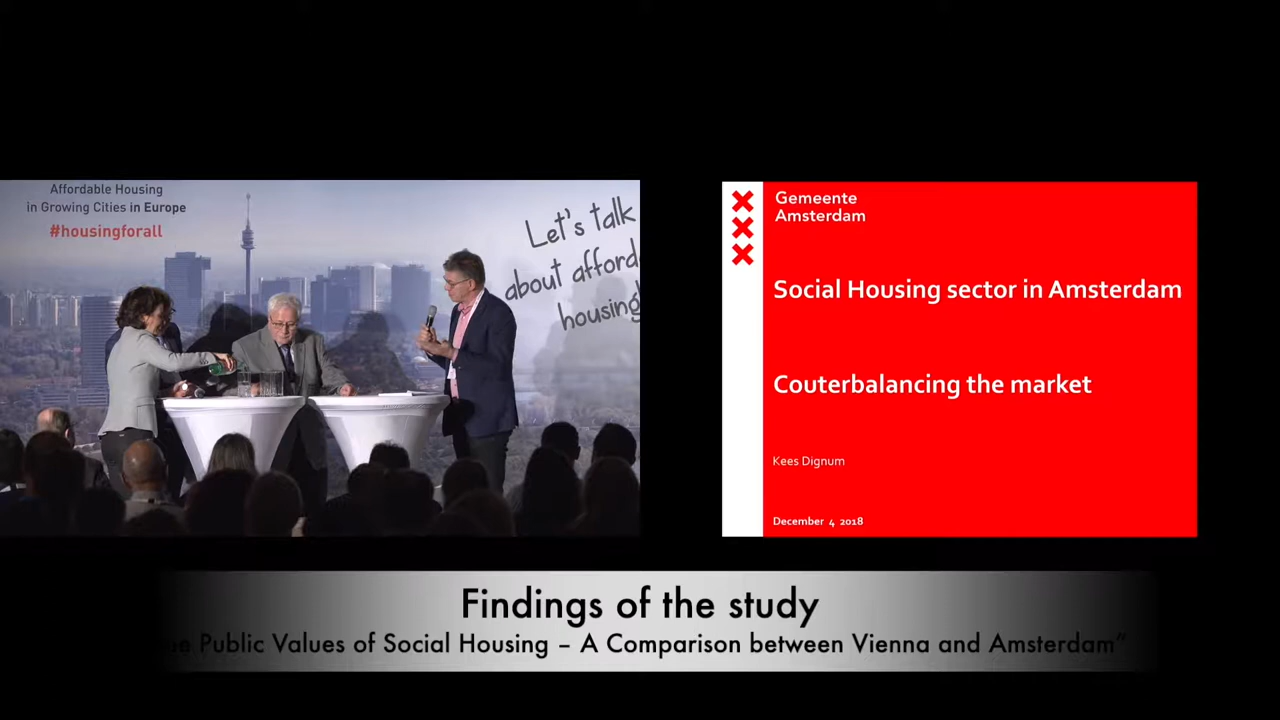 Affordable Housing
in Growing Cities in Europe
#housingforall
Let's talk
about afford
housing
Gemeente
Amsterdam
Social Housing sector in Amsterdam
Couterbalancing the market
Kees Dignum
December 4 2018
Findings of the study
Public Values of Social Housing – A Comparison between Vienna and Amsterdam"